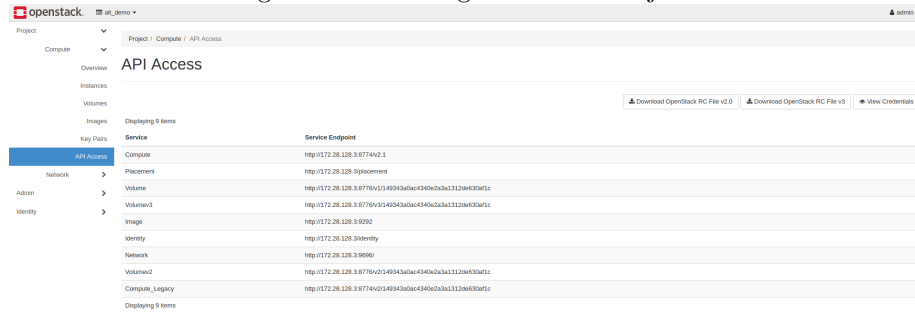 openstack. alt_demo admin
Project
Project / Compute / API Access
Compute
Overview
API Access
Instances
Volumes
Download OpenStack RC File v2.0 Download OpenStack RC File v3 View Credentials
Images
Displaying 9 items
Key Pairs
Service Service Endpoint
API Access
Compute http://172.28.128.3:8774/v2.1
Network
Placement http://172.28.128.3/placement
Admin
Volume http://172.28.128.3:8776/v1/149343a0ac4340e2a3a1312de630af1c
Identity
Volumev3 http://172.28.128.3:8776/v3/149343a0ac4340e2a3a1312de630af1c
Image http://172.28.128.3:9292
Identity http://172.28.128.3/identity
Network http://172.28.128.3:9696/
Volumev2 http://172.28.128.3:8776/v2/149343a0ac4340e2a3a1312de630af1c
Compute_Legacy http://172.28.128.3:8774/v2/149343a0ac4340e2a3a1312de630af1c
Displaying 9 items